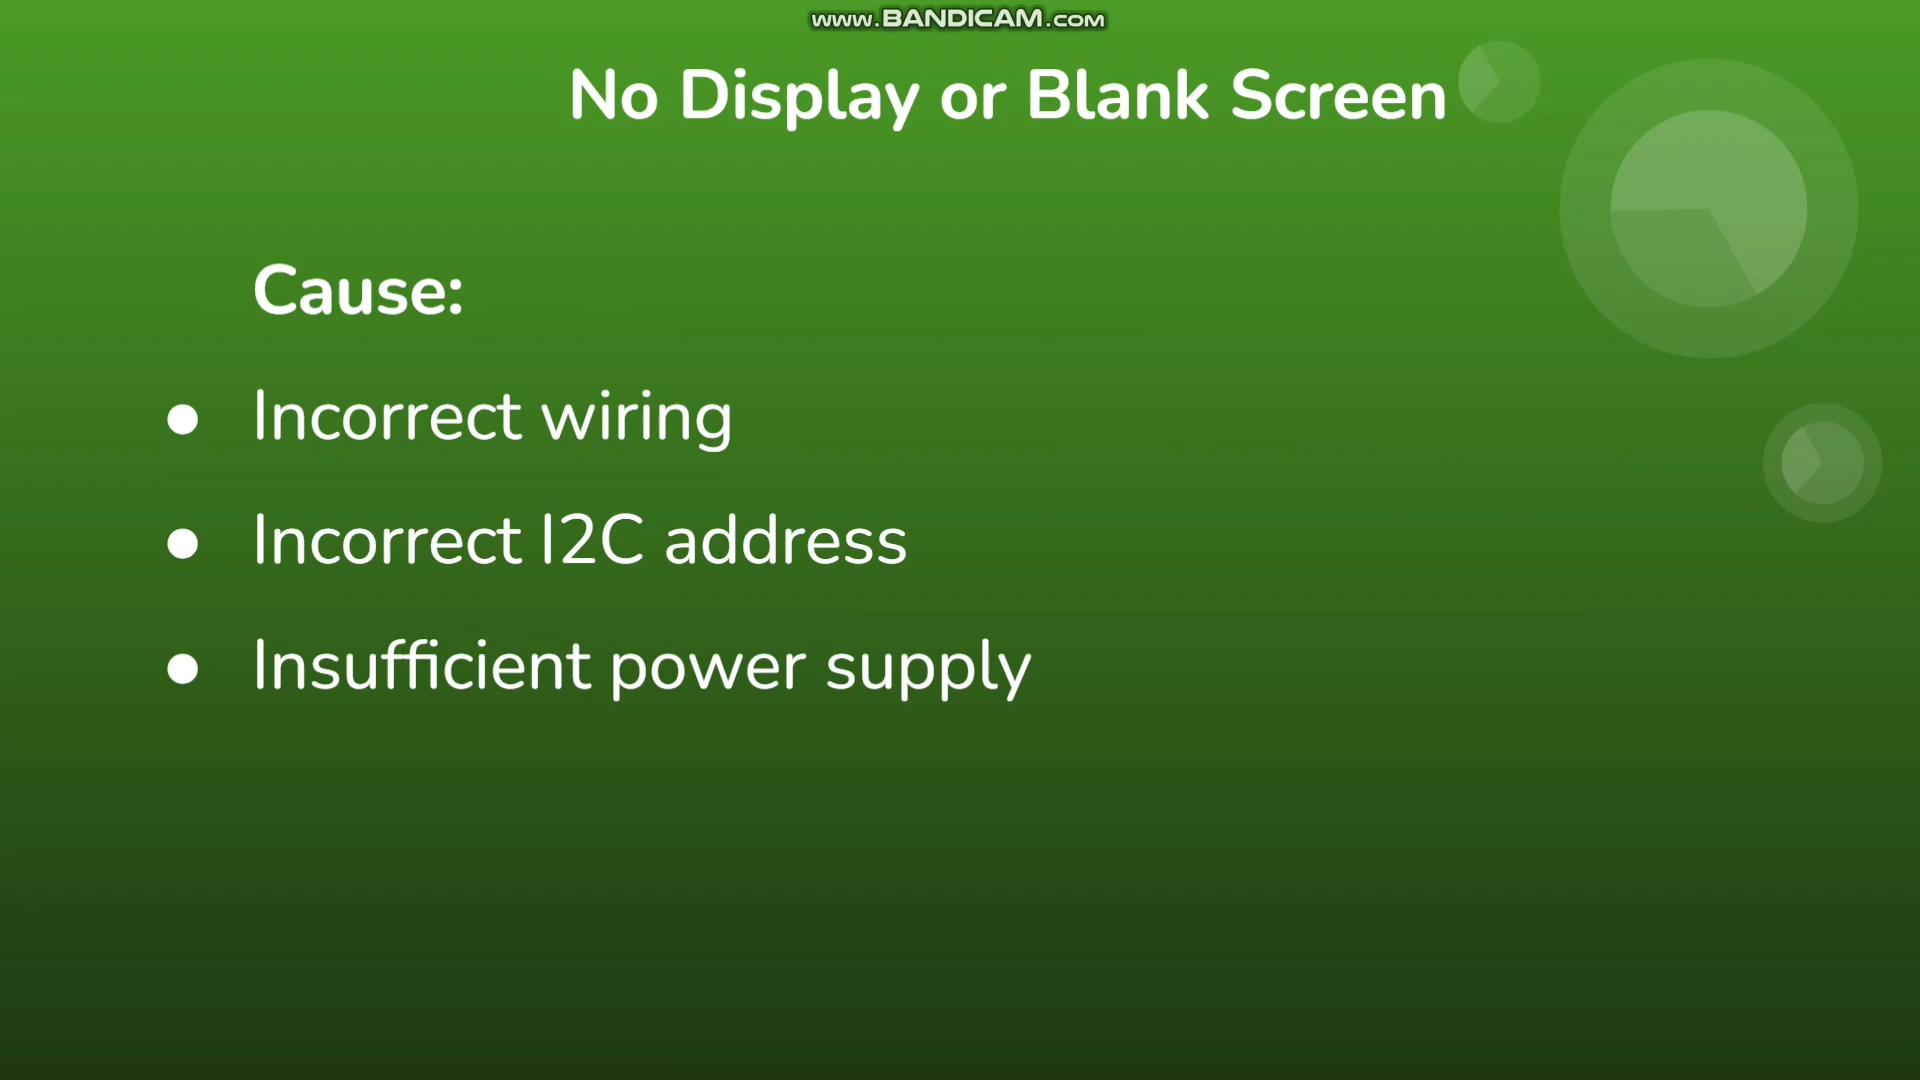 www.BANDICAM.com
No Display or Blank Screen
Cause:
● Incorrect wiring
● Incorrect I2C address
● Insufficient power supply